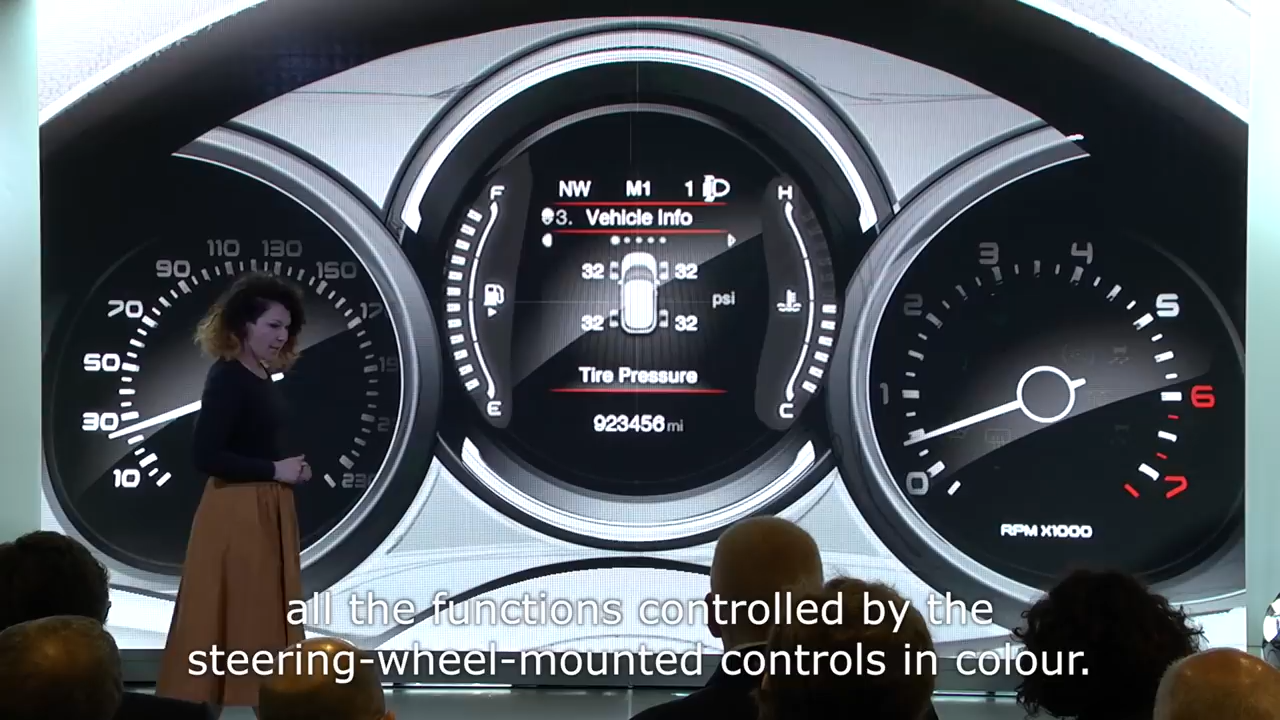 NW M1 1
3. Vehicle Info
F
H
32 32
psi
32 32
E
C
Tire Pressure
923456 mi
110 130
90 150
70
50
30
10
3 4
2 5
1 6
0 7
RPM X1000
all the functions controlled by the
steering-wheel-mounted controls in colour.